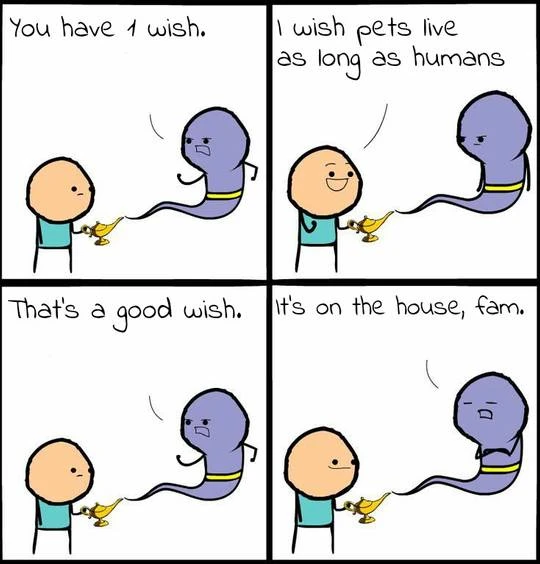 You have 1 wish.
I wish pets live
as long as humans
That's a good wish.
It's on the house, fam.